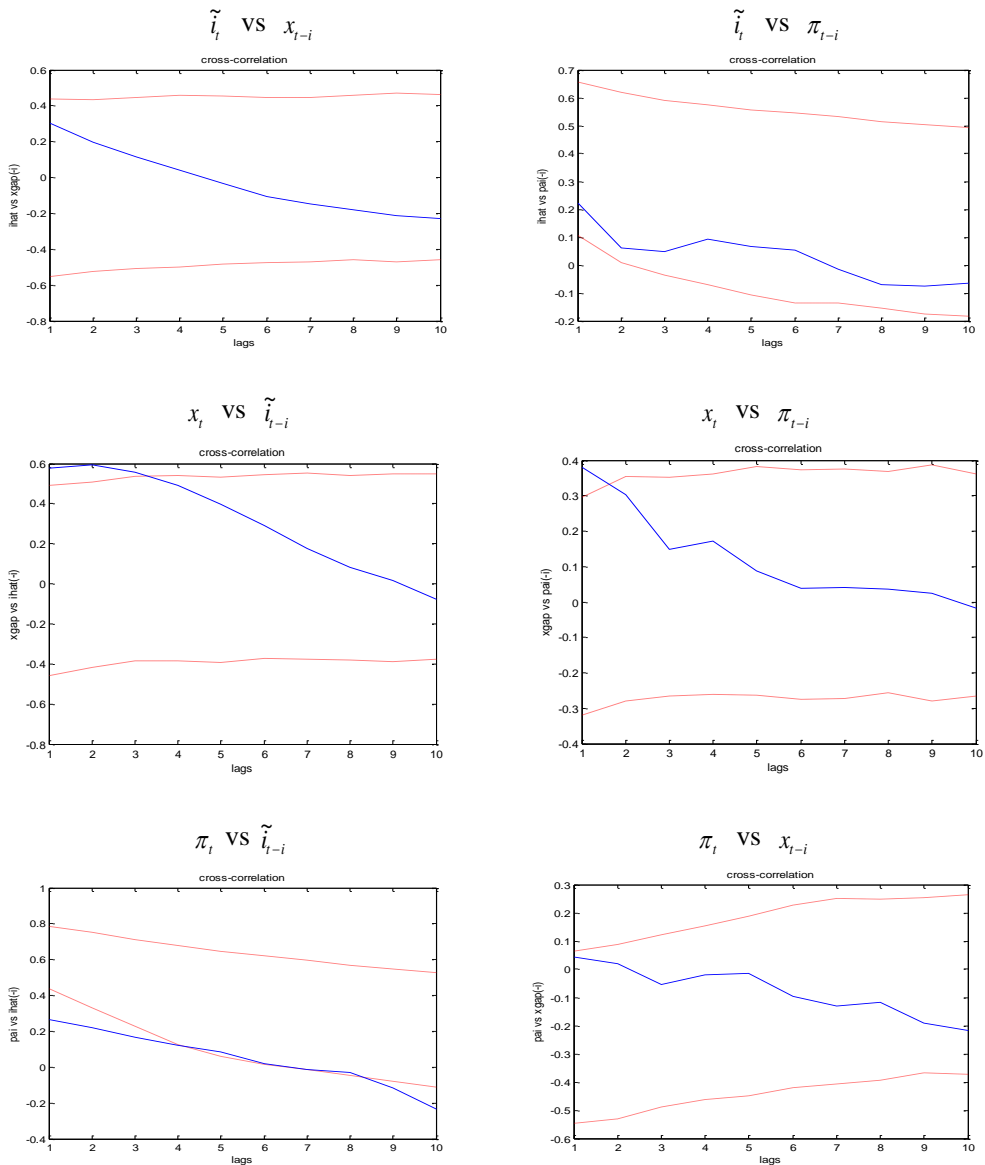 ĩ_t vs x_{t−i}
cross-correlation
0.6
0.4
0.2
0
-0.2
-0.4
-0.6
-0.8
ihat vs xgap(-i)
1 2 3 4 5 6 7 8 9 10
lags
ĩ_t vs π_{t−i}
cross-correlation
0.7
0.6
0.5
0.4
0.3
0.2
0.1
0
-0.1
-0.2
ihat vs pai(-i)
1 2 3 4 5 6 7 8 9 10
lags
x_t vs ĩ_{t−i}
cross-correlation
0.6
0.4
0.2
0
-0.2
-0.4
-0.6
-0.8
xgap vs ihat(-i)
1 2 3 4 5 6 7 8 9 10
lags
x_t vs π_{t−i}
cross-correlation
0.4
0.3
0.2
0.1
0
-0.1
-0.2
-0.3
-0.4
xgap vs pai(-i)
1 2 3 4 5 6 7 8 9 10
lags
π_t vs ĩ_{t−i}
cross-correlation
1
0.8
0.6
0.4
0.2
0
-0.2
-0.4
pai vs ihat(-i)
1 2 3 4 5 6 7 8 9 10
lags
π_t vs x_{t−i}
cross-correlation
0.3
0.2
0.1
0
-0.1
-0.2
-0.3
-0.4
-0.5
-0.6
pai vs xgap(-i)
1 2 3 4 5 6 7 8 9 10
lags